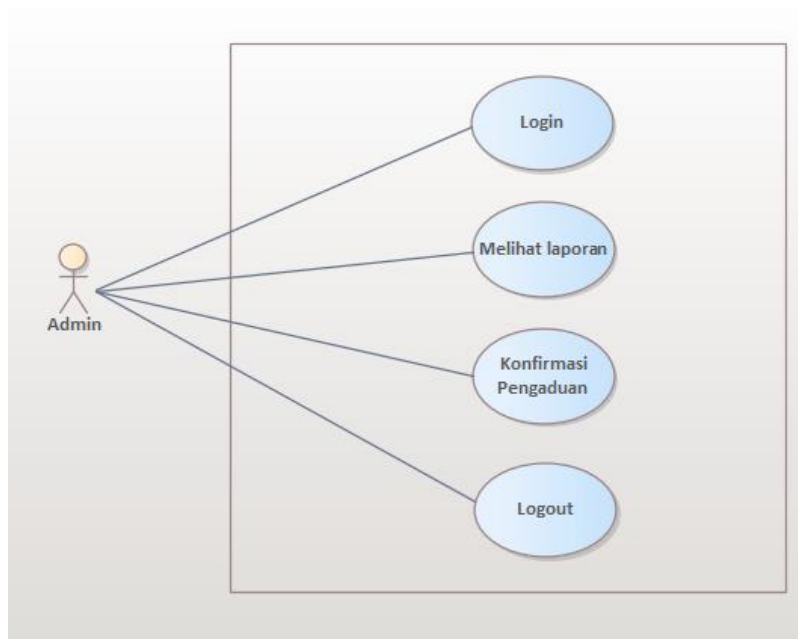 Login
Melihat laporan
Admin
Konfirmasi
Pengaduan
Logout